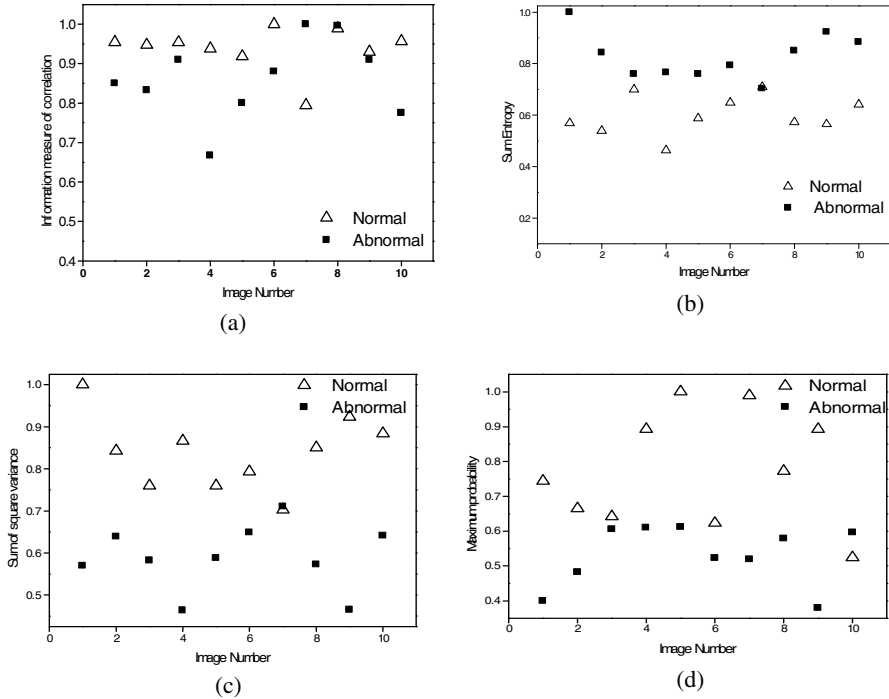 1.0
0.9
0.8
0.7
0.6
0.5
0.4
Information measure of correlation
Normal
Abnormal
0 2 4 6 8 10
Image Number
(a)
1.0
0.8
0.6
0.4
0.2
Sum Entropy
Normal
Abnormal
0 2 4 6 8 10
Image Number
(b)
1.0
0.9
0.8
0.7
0.6
0.5
Sum of square variance
Normal
Abnormal
0 2 4 6 8 10
Image Number
(c)
1.0
0.9
0.8
0.7
0.6
0.5
0.4
Maximum probability
Normal
Abnormal
0 2 4 6 8 10
Image Number
(d)